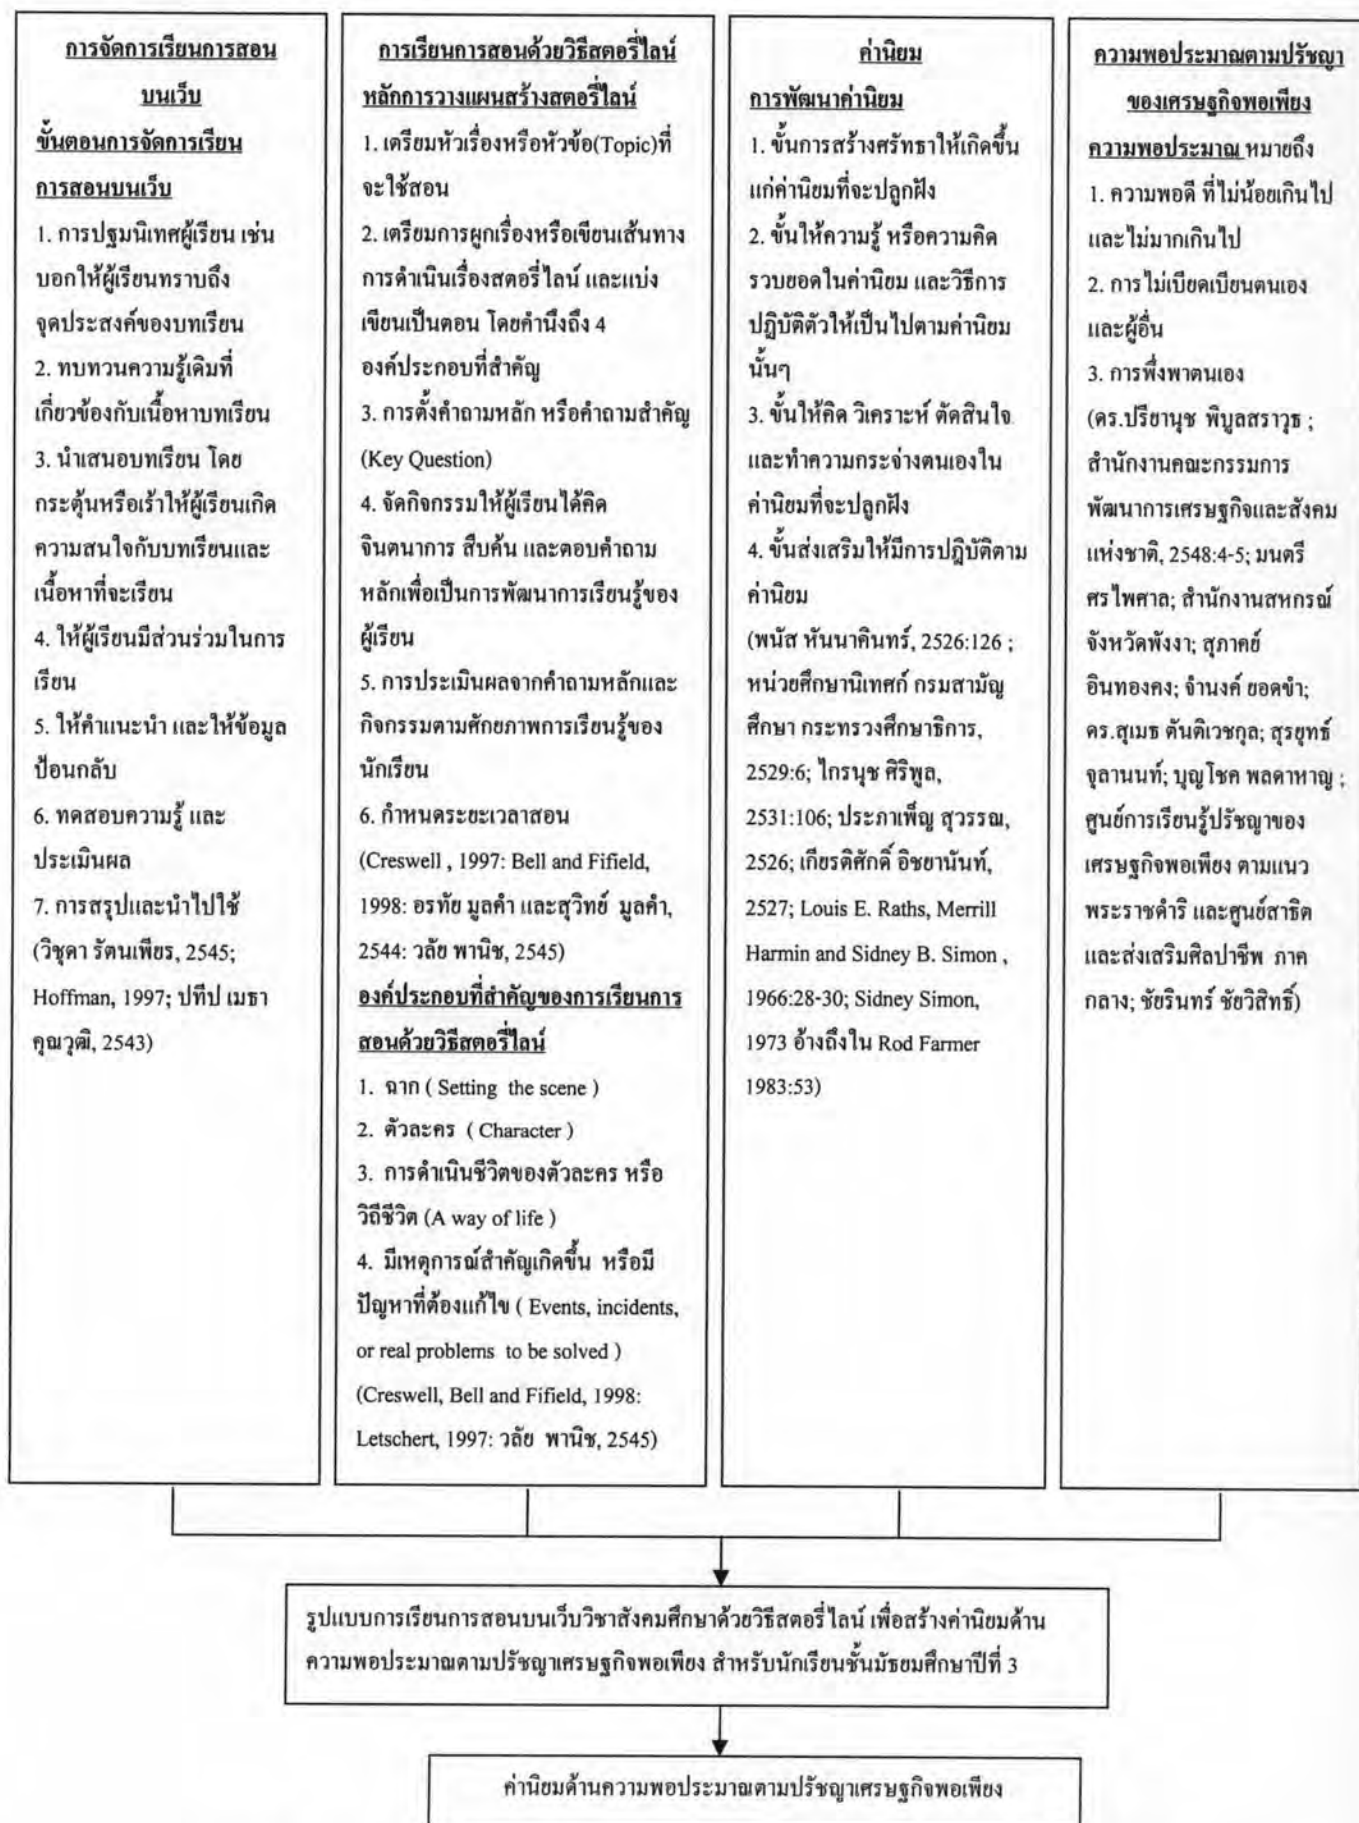 การจัดการเรียนการสอน
บนเว็บ
ขั้นตอนการจัดการเรียน
การสอนบนเว็บ
1. การปฐมนิเทศผู้เรียน เช่น
บอกให้ผู้เรียนทราบถึง
จุดประสงค์ของบทเรียน
2. ทบทวนความรู้เดิมที่
เกี่ยวข้องกับเนื้อหาบทเรียน
3. นำเสนอบทเรียน โดย
กระตุ้นหรือเร้าให้ผู้เรียนเกิด
ความสนใจกับบทเรียนและ
เนื้อหาที่จะเรียน
4. ให้ผู้เรียนมีส่วนร่วมในการ
เรียน
5. ให้คำแนะนำ และให้ข้อมูล
ป้อนกลับ
6. ทดสอบความรู้ และ
ประเมินผล
7. การสรุปและนำไปใช้
(วิชุดา รัตนเพียร, 2545;
Hoffman, 1997; ปทีป เมธา
คุณวุฒิ, 2543)
การเรียนการสอนด้วยวิธีสตอรี่ไลน์
หลักการวางแผนสร้างสตอรี่ไลน์
1. เตรียมหัวเรื่องหรือหัวข้อ(Topic)ที่
จะใช้สอน
2. เตรียมการผูกเรื่องหรือเขียนเส้นทาง
การดำเนินเรื่องสตอรี่ไลน์ และแบ่ง
เขียนเป็นตอน โดยคำนึงถึง 4
องค์ประกอบที่สำคัญ
3. การตั้งคำถามหลัก หรือคำถามสำคัญ
(Key Question)
4. จัดกิจกรรมให้ผู้เรียนได้คิด
จินตนาการ สืบค้น และตอบคำถาม
หลักเพื่อเป็นการพัฒนาการเรียนรู้ของ
ผู้เรียน
5. การประเมินผลจากคำถามหลักและ
กิจกรรมตามศักยภาพการเรียนรู้ของ
นักเรียน
6. กำหนดระยะเวลาสอน
(Creswell , 1997: Bell and Fifield,
1998: อรทัย มูลคำ และสุวิทย์ มูลคำ,
2544: วลัย พานิช, 2545)
องค์ประกอบที่สำคัญของการเรียนการ
สอนด้วยวิธีสตอรี่ไลน์
1. ฉาก ( Setting the scene )
2. ตัวละคร ( Character )
3. การดำเนินชีวิตของตัวละคร หรือ
วิถีชีวิต (A way of life )
4. มีเหตุการณ์สำคัญเกิดขึ้น หรือมี
ปัญหาที่ต้องแก้ไข ( Events, incidents,
or real problems to be solved )
(Creswell, Bell and Fifield, 1998:
Letschert, 1997: วลัย พานิช, 2545)
ค่านิยม
การพัฒนาค่านิยม
1. ขั้นการสร้างศรัทธาให้เกิดขึ้น
แก่ค่านิยมที่จะปลูกฝัง
2. ขั้นให้ความรู้ หรือความคิด
รวบยอดในค่านิยม และวิธีการ
ปฏิบัติตัวให้เป็นไปตามค่านิยม
นั้นๆ
3. ขั้นให้คิด วิเคราะห์ ตัดสินใจ
และทำความกระจ่างตนเองใน
ค่านิยมที่จะปลูกฝัง
4. ขั้นส่งเสริมให้มีการปฏิบัติตาม
ค่านิยม
(พนัส หันนาคินทร์, 2526:126 ;
หน่วยศึกษานิเทศก์ กรมสามัญ
ศึกษา กระทรวงศึกษาธิการ,
2529:6; ไกรนุช ศิริพูล,
2531:106; ประภาเพ็ญ สุวรรณ,
2526; เกียรติศักดิ์ อิชยานันท์,
2527; Louis E. Raths, Merrill
Harmin and Sidney B. Simon ,
1966:28-30; Sidney Simon,
1973 อ้างถึงใน Rod Farmer
1983:53)
ความพอประมาณตามปรัชญา
ของเศรษฐกิจพอเพียง
ความพอประมาณ หมายถึง
1. ความพอดี ที่ไม่น้อยเกินไป
และไม่มากเกินไป
2. การไม่เบียดเบียนตนเอง
และผู้อื่น
3. การพึ่งพาตนเอง
(ดร.ปรียานุช พิบูลสราวุธ ;
สำนักงานคณะกรรมการ
พัฒนาการเศรษฐกิจและสังคม
แห่งชาติ, 2548:4-5; มนตรี
ศรไพศาล; สำนักงานสหกรณ์
จังหวัดพังงา; สุภาคย์
อินทองคง; จำนงค์ ยอดขำ;
ดร.สุเมธ ตันติเวชกุล; สุรยุทธ์
จุลานนท์; บุญโชค พลดาหาญ ;
ศูนย์การเรียนรู้ปรัชญาของ
เศรษฐกิจพอเพียง ตามแนว
พระราชดำริ และศูนย์สาธิต
และส่งเสริมศิลปาชีพ ภาค
กลาง; ชัยรินทร์ ชัยวิสิทธิ์)
รูปแบบการเรียนการสอนบนเว็บวิชาสังคมศึกษาด้วยวิธีสตอรี่ไลน์ เพื่อสร้างค่านิยมด้าน
ความพอประมาณตามปรัชญาเศรษฐกิจพอเพียง สำหรับนักเรียนชั้นมัธยมศึกษาปีที่ 3
ค่านิยมด้านความพอประมาณตามปรัชญาเศรษฐกิจพอเพียง